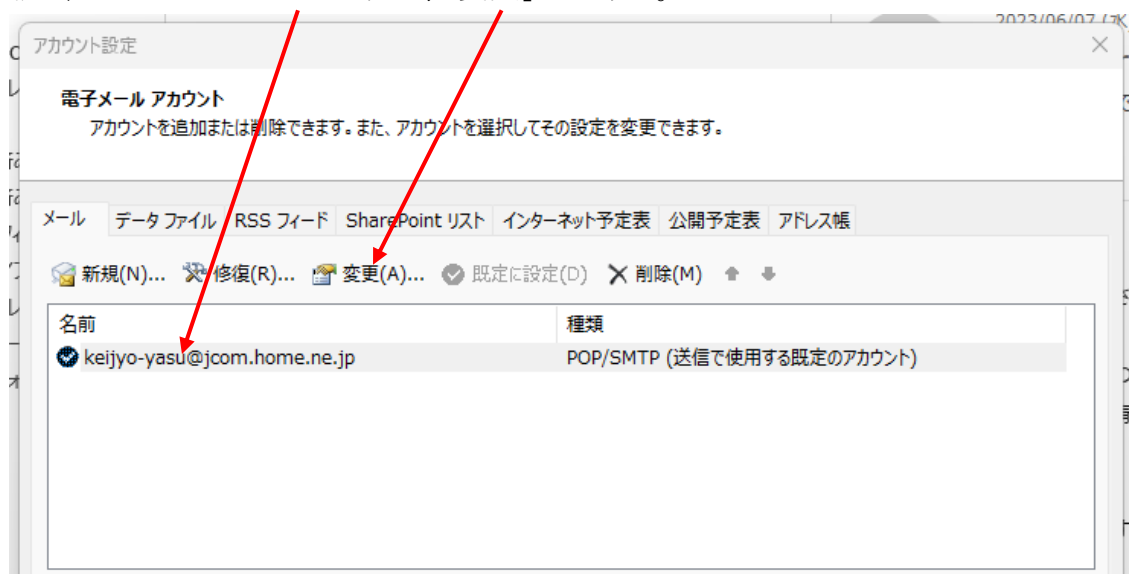 2023/06/07 (水
アカウント設定
電子メール アカウント
アカウントを追加または削除できます。また、アカウントを選択してその設定を変更できます。
メール データ ファイル RSS フィード SharePoint リスト インターネット予定表 公開予定表 アドレス帳
新規(N)... 修復(R)... 変更(A)... 既定に設定(D) 削除(M)
名前 種類
keijyo-yasu@jcom.home.ne.jp POP/SMTP (送信で使用する既定のアカウント)